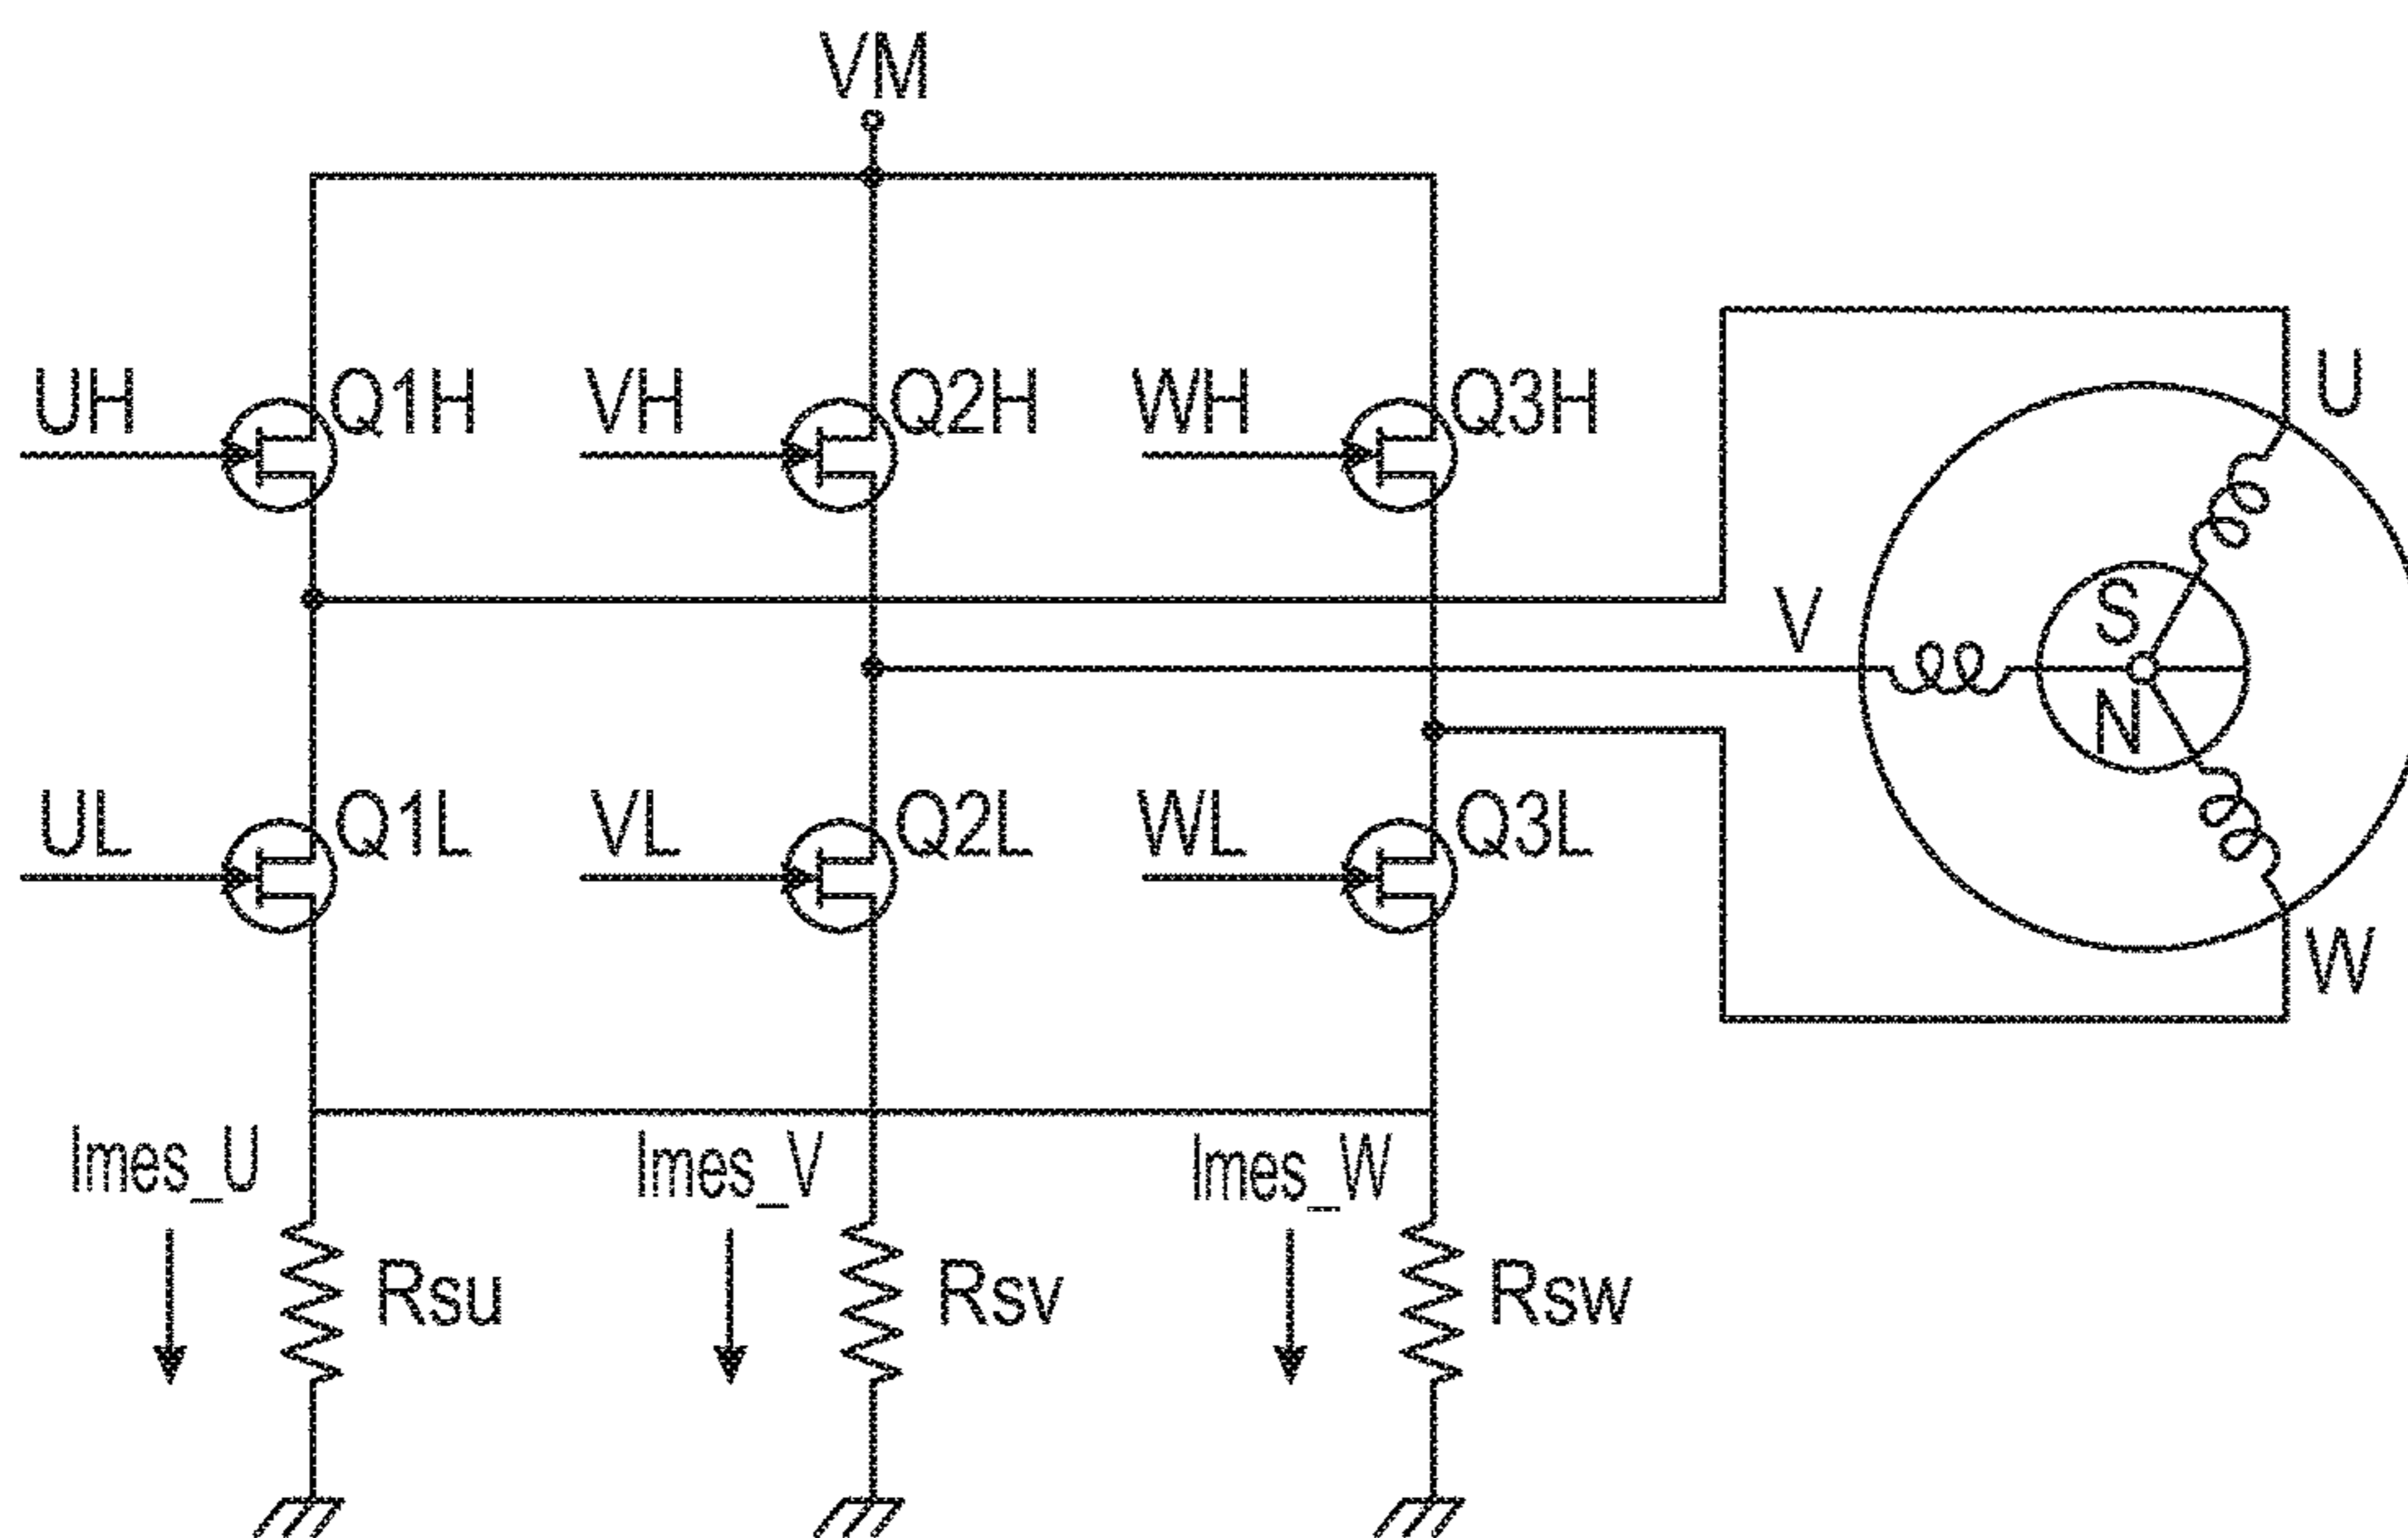 VM
UH
Q1H
VH
Q2H
WH
Q3H
U
V
S
N
UL
Q1L
VL
Q2L
WL
Q3L
W
Imes_U
Imes_V
Imes_W
Rsu
Rsv
Rsw